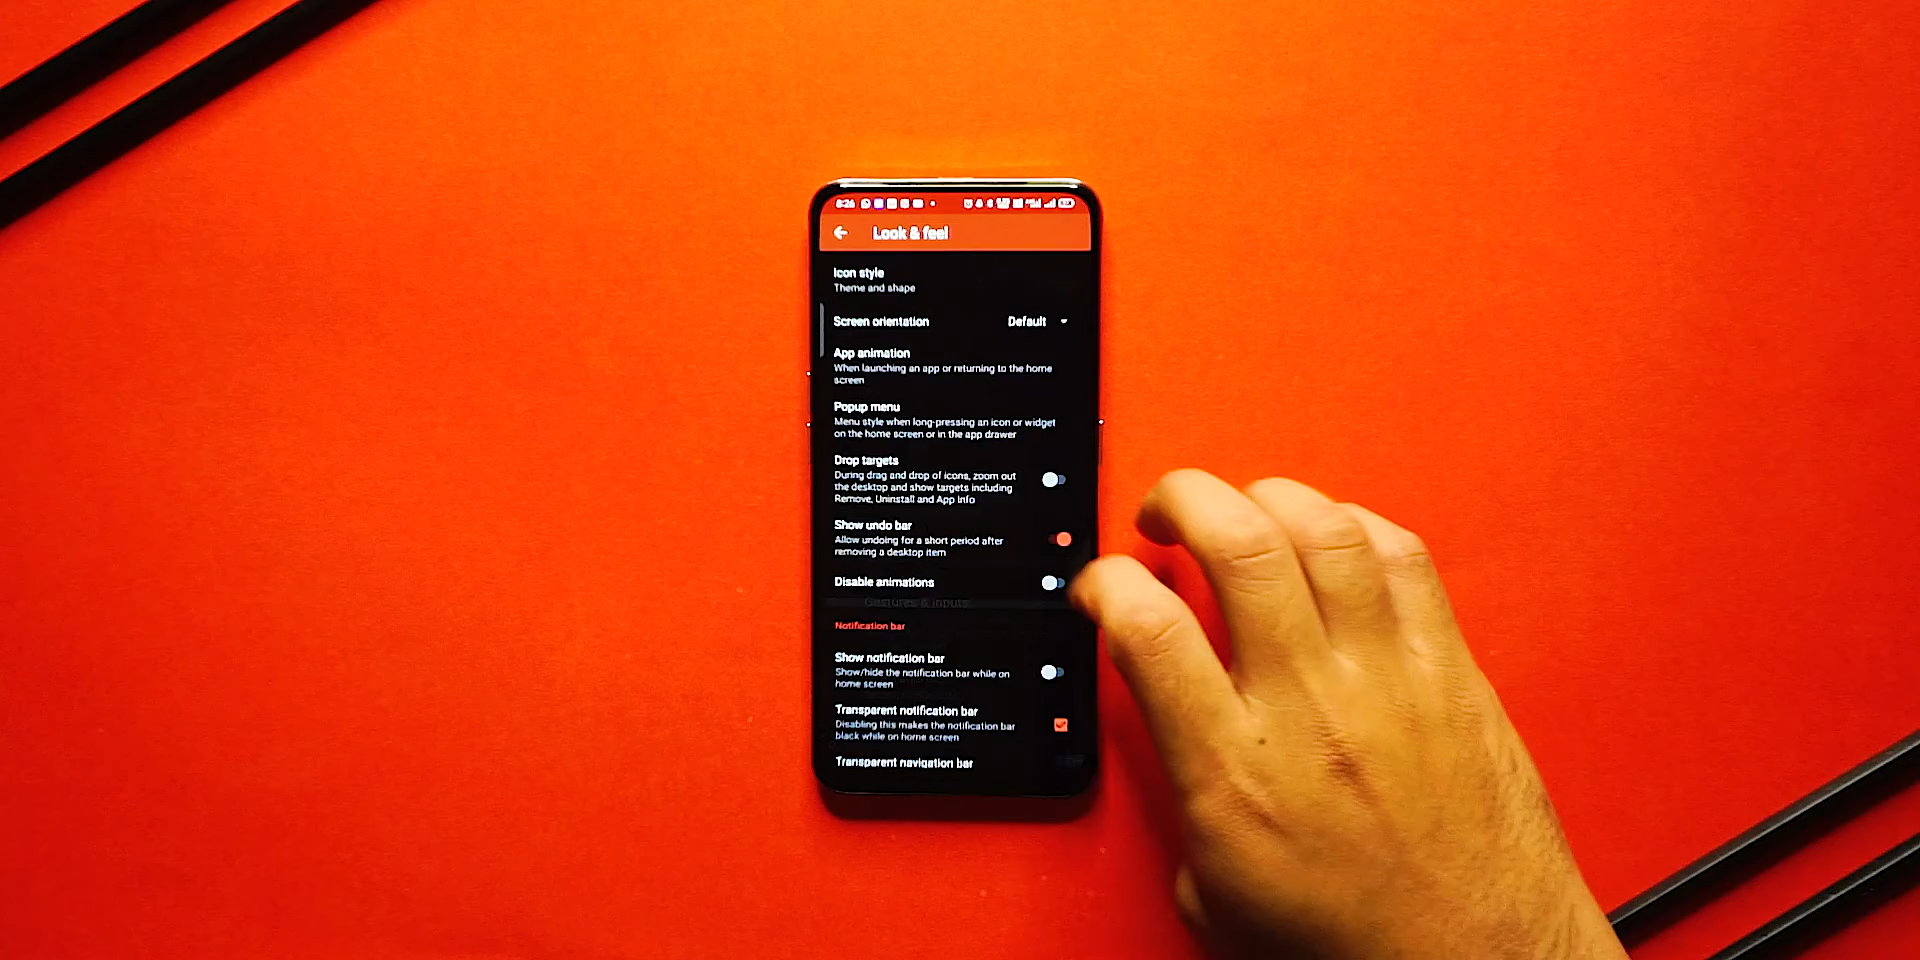 8:26
Look & feel
Icon style
Theme and shape
Screen orientation Default
App animation
When launching an app or returning to the home
screen
Popup menu
Menu style when long-pressing an icon or widget
on the home screen or in the app drawer
Drop targets
During drag and drop of icons, zoom out
the desktop and show targets including
Remove, Uninstall and App Info
Show undo bar
Allow undoing for a short period after
removing a desktop item
Disable animations
Gestures & inputs
Notification bar
Show notification bar
Show/hide the notification bar while on
home screen
Transparent notification bar
Disabling this makes the notification bar
black while on home screen
Transparent navigation bar